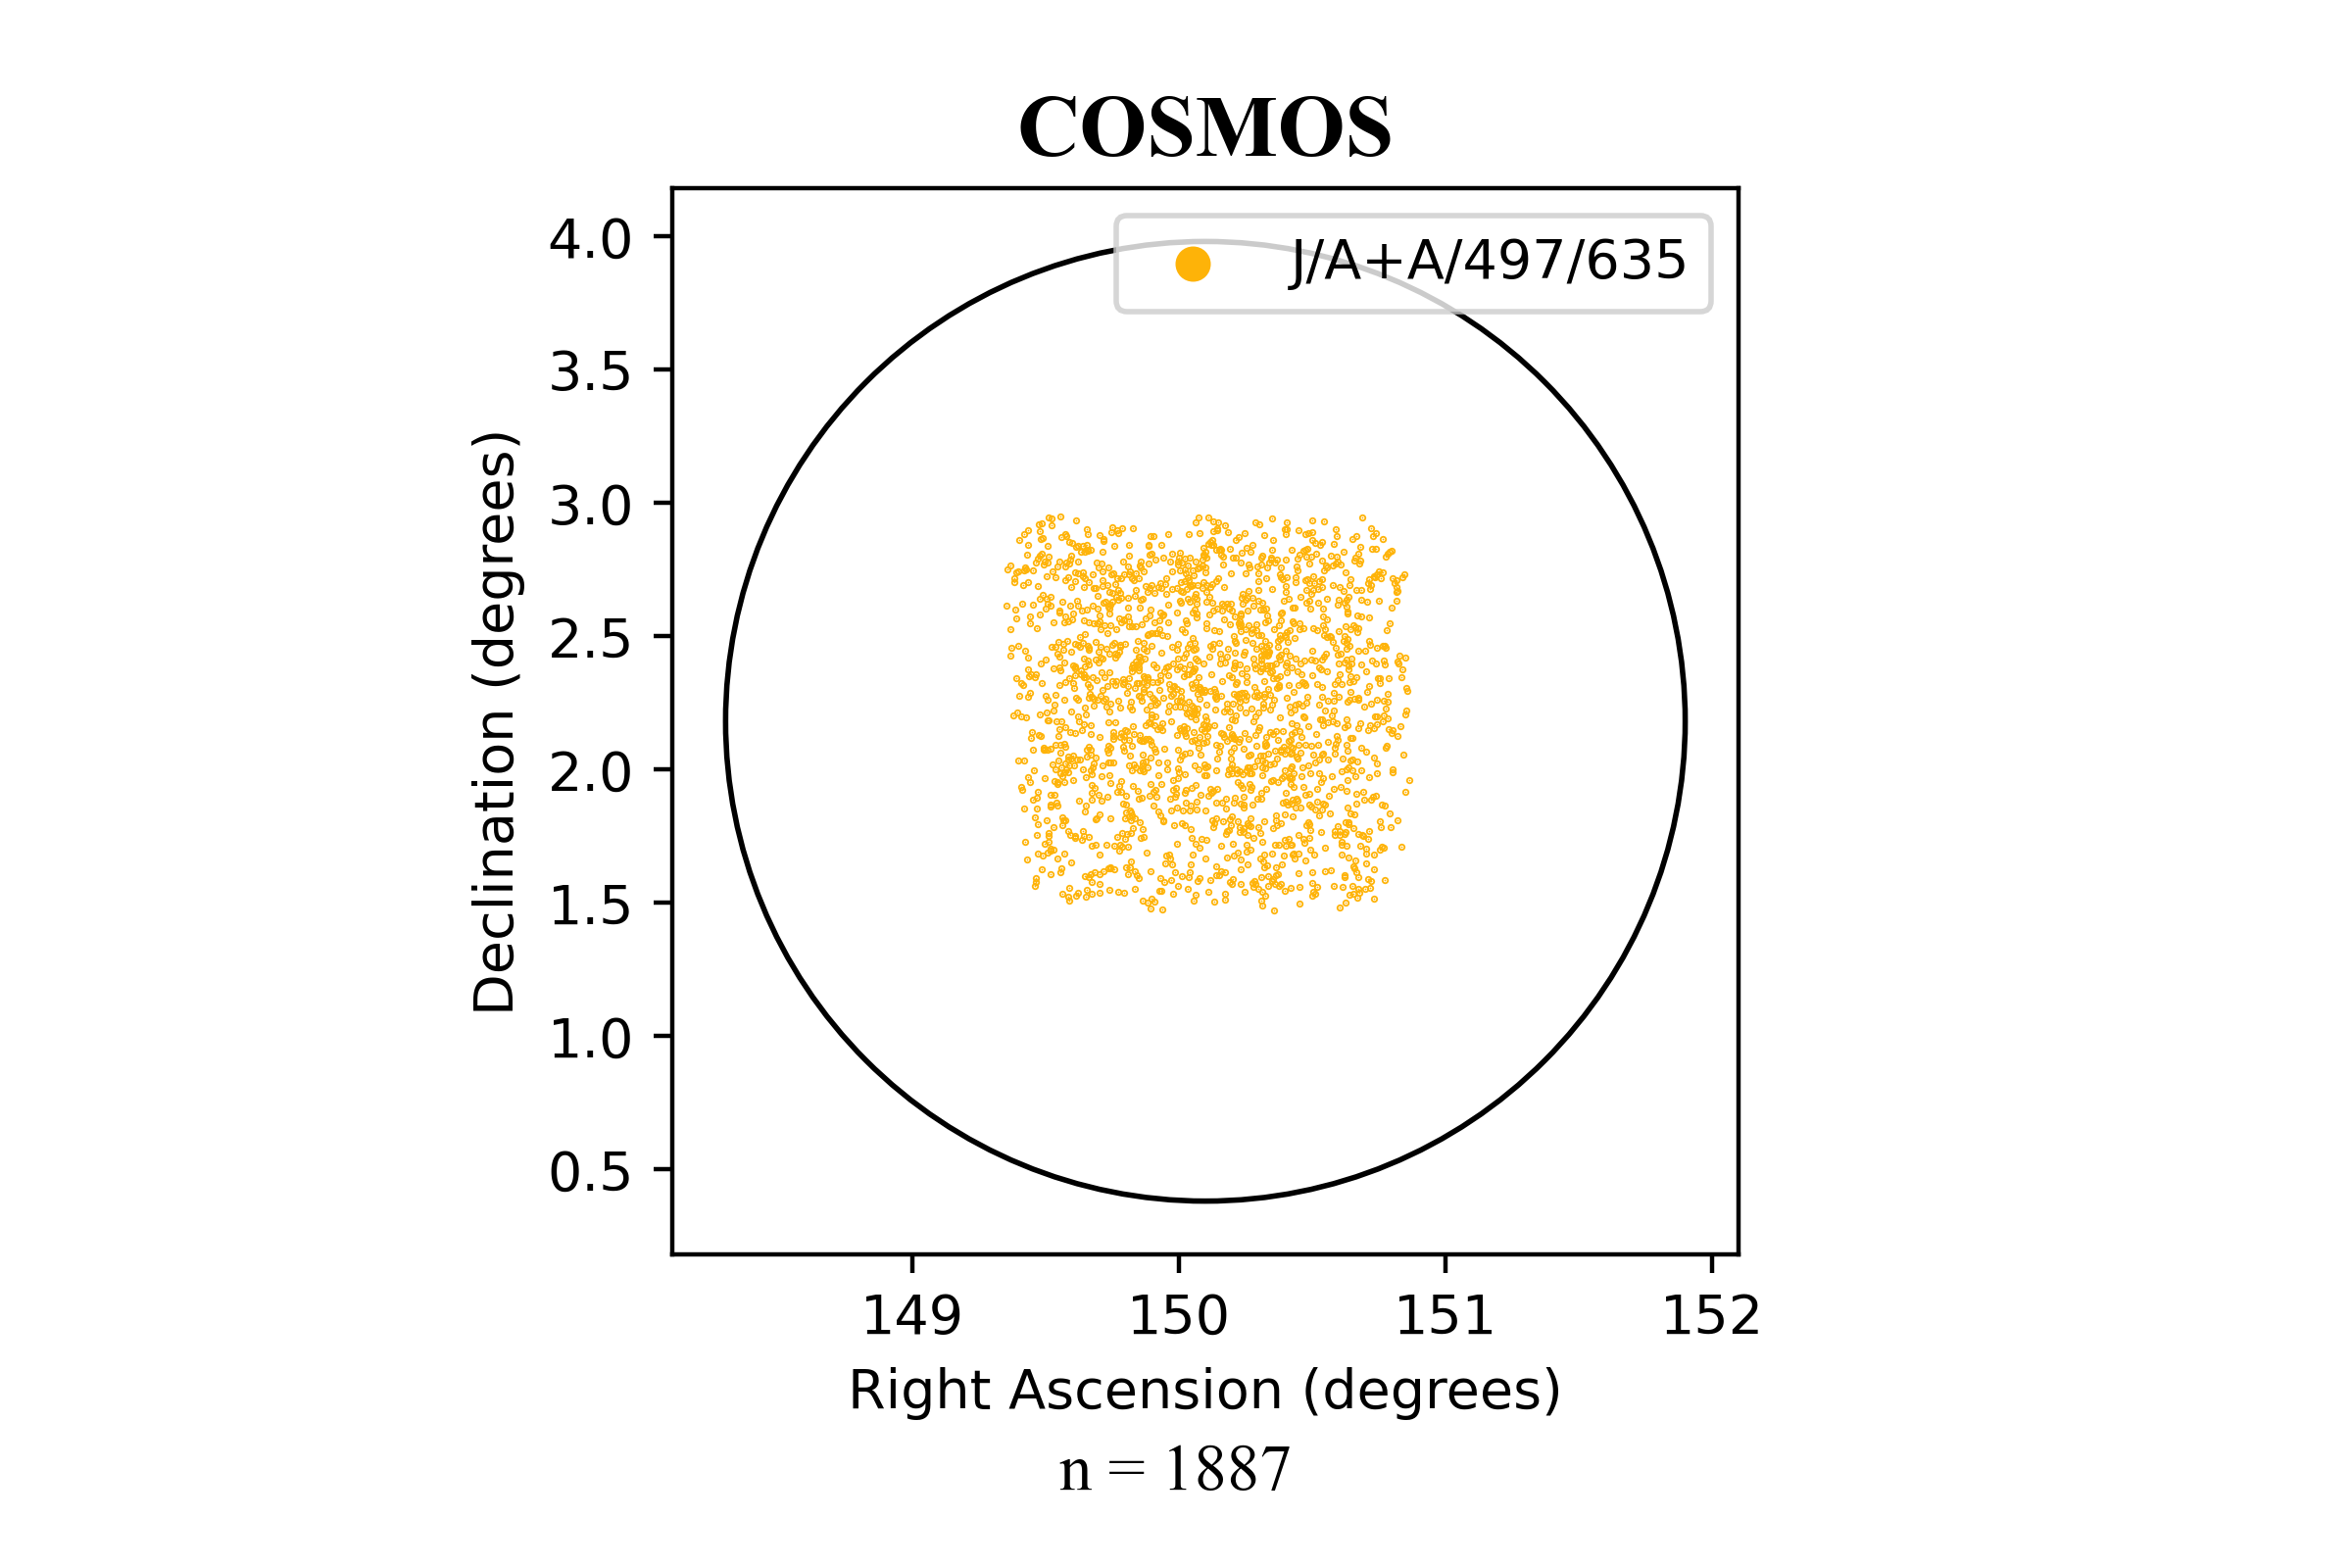 COSMOS
J/A+A/497/635
4.0
3.5
3.0
2.5
2.0
1.5
1.0
0.5
Declination (degrees)
149 150 151 152
Right Ascension (degrees)
n = 1887